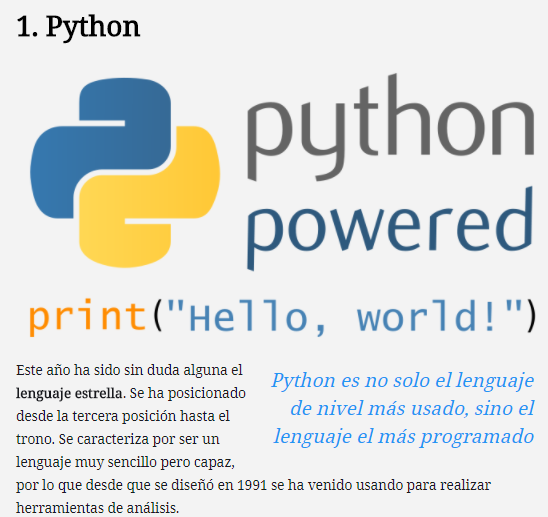 1. Python
python
powered
print("Hello, world!")
Este año ha sido sin duda alguna el
lenguaje estrella. Se ha posicionado
desde la tercera posición hasta el
trono. Se caracteriza por ser un
lenguaje muy sencillo pero capaz,
por lo que desde que se diseñó en 1991 se ha venido usando para realizar
herramientas de análisis.
Python es no solo el lenguaje
de nivel más usado, sino el
lenguaje el más programado